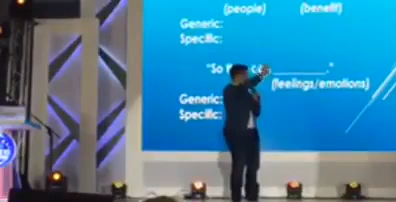 (people) (benefit)
Generic:
Specific:
"So
(feelings/emotions)
Generic:
Specific: